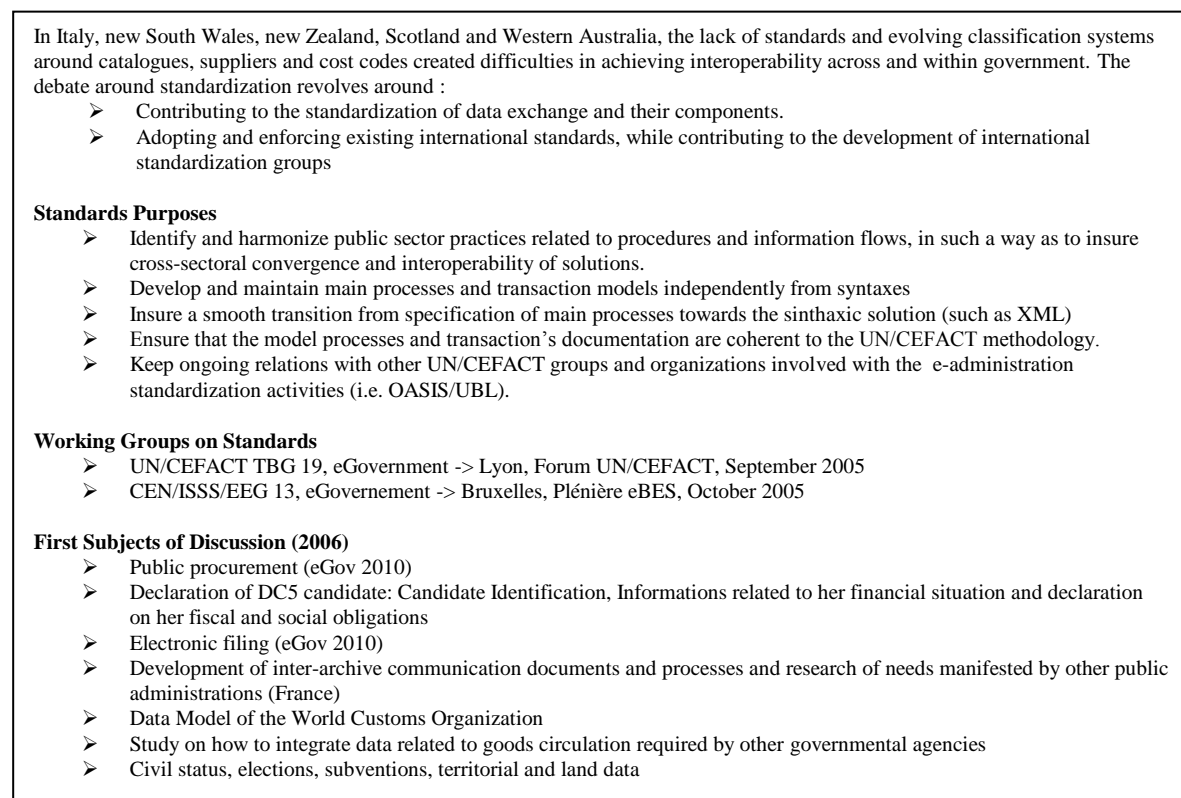 In Italy, new South Wales, new Zealand, Scotland and Western Australia, the lack of standards and evolving classification systems
around catalogues, suppliers and cost codes created difficulties in achieving interoperability across and within government. The
debate around standardization revolves around :
➢ Contributing to the standardization of data exchange and their components.
➢ Adopting and enforcing existing international standards, while contributing to the development of international
standardization groups
Standards Purposes
➢ Identify and harmonize public sector practices related to procedures and information flows, in such a way as to insure
cross-sectoral convergence and interoperability of solutions.
➢ Develop and maintain main processes and transaction models independently from syntaxes
➢ Insure a smooth transition from specification of main processes towards the sinthaxic solution (such as XML)
➢ Ensure that the model processes and transaction's documentation are coherent to the UN/CEFACT methodology.
➢ Keep ongoing relations with other UN/CEFACT groups and organizations involved with the e-administration
standardization activities (i.e. OASIS/UBL).
Working Groups on Standards
➢ UN/CEFACT TBG 19, eGovernment -> Lyon, Forum UN/CEFACT, September 2005
➢ CEN/ISSS/EEG 13, eGovernement -> Bruxelles, Plénière eBES, October 2005
First Subjects of Discussion (2006)
➢ Public procurement (eGov 2010)
➢ Declaration of DC5 candidate: Candidate Identification, Informations related to her financial situation and declaration
on her fiscal and social obligations
➢ Electronic filing (eGov 2010)
➢ Development of inter-archive communication documents and processes and research of needs manifested by other public
administrations (France)
➢ Data Model of the World Customs Organization
➢ Study on how to integrate data related to goods circulation required by other governmental agencies
➢ Civil status, elections, subventions, territorial and land data